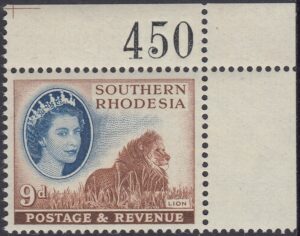 450
SOUTHERN
RHODESIA
9d
LION
POSTAGE & REVENUE